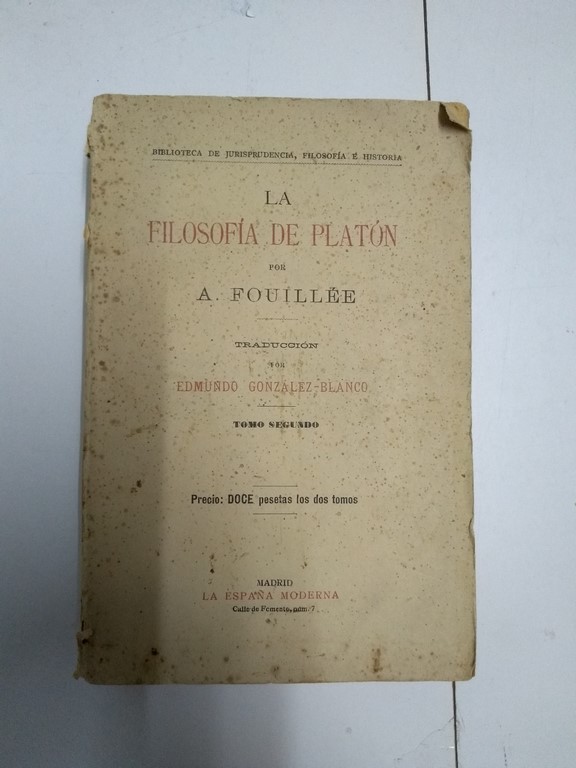 BIBLIOTECA DE JURISPRUDENCIA, FILOSOFÍA É HISTORIA
LA
FILOSOFÍA DE PLATÓN
POR
A. FOUILLÉE
TRADUCCIÓN
POR
EDMUNDO GONZÁLEZ-BLANCO
TOMO SEGUNDO
Precio: DOCE pesetas los dos tomos
MADRID
LA ESPAÑA MODERNA
Calle de Fomento, núm. 7